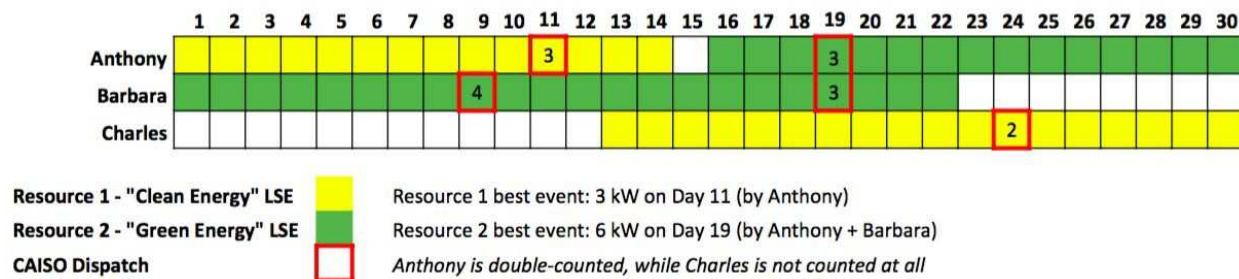 1 2 3 4 5 6 7 8 9 10 11 12 13 14 15 16 17 18 19 20 21 22 23 24 25 26 27 28 29 30
Anthony 3 3
Barbara 4 3
Charles 2
Resource 1 - "Clean Energy" LSE Resource 1 best event: 3 kW on Day 11 (by Anthony)
Resource 2 - "Green Energy" LSE Resource 2 best event: 6 kW on Day 19 (by Anthony + Barbara)
CAISO Dispatch Anthony is double-counted, while Charles is not counted at all